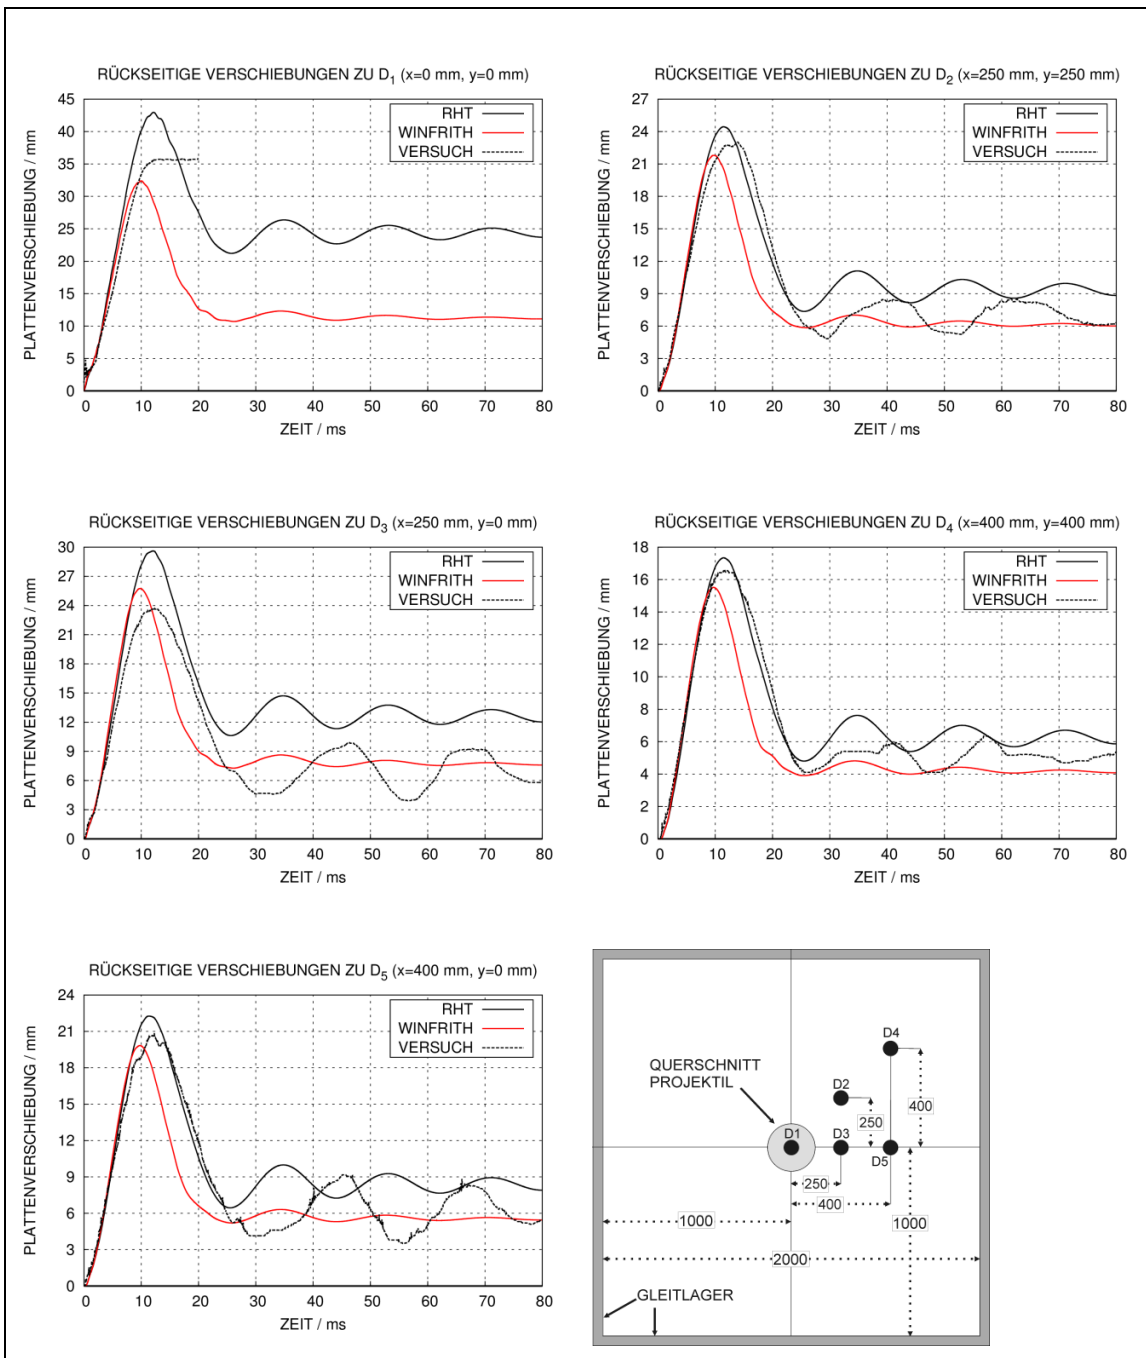 RÜCKSEITIGE VERSCHIEBUNGEN ZU D1 (x=0 mm, y=0 mm)
45
40
35
30
25
20
15
10
5
0
PLATTENVERSCHIEBUNG / mm
RHT
WINFRITH
VERSUCH
0 10 20 30 40 50 60 70 80
ZEIT / ms
RÜCKSEITIGE VERSCHIEBUNGEN ZU D2 (x=250 mm, y=250 mm)
27
24
21
18
15
12
9
6
3
0
PLATTENVERSCHIEBUNG / mm
RHT
WINFRITH
VERSUCH
0 10 20 30 40 50 60 70 80
ZEIT / ms
RÜCKSEITIGE VERSCHIEBUNGEN ZU D3 (x=250 mm, y=0 mm)
30
27
24
21
18
15
12
9
6
3
0
PLATTENVERSCHIEBUNG / mm
RHT
WINFRITH
VERSUCH
0 10 20 30 40 50 60 70 80
ZEIT / ms
RÜCKSEITIGE VERSCHIEBUNGEN ZU D4 (x=400 mm, y=400 mm)
18
16
14
12
10
8
6
4
2
0
PLATTENVERSCHIEBUNG / mm
RHT
WINFRITH
VERSUCH
0 10 20 30 40 50 60 70 80
ZEIT / ms
RÜCKSEITIGE VERSCHIEBUNGEN ZU D5 (x=400 mm, y=0 mm)
24
21
18
15
12
9
6
3
0
PLATTENVERSCHIEBUNG / mm
RHT
WINFRITH
VERSUCH
0 10 20 30 40 50 60 70 80
ZEIT / ms
D4
QUERSCHNITT
PROJEKTIL
D2
400
250
D1
D3
D5
250
400
1000
1000
2000
GLEITLAGER